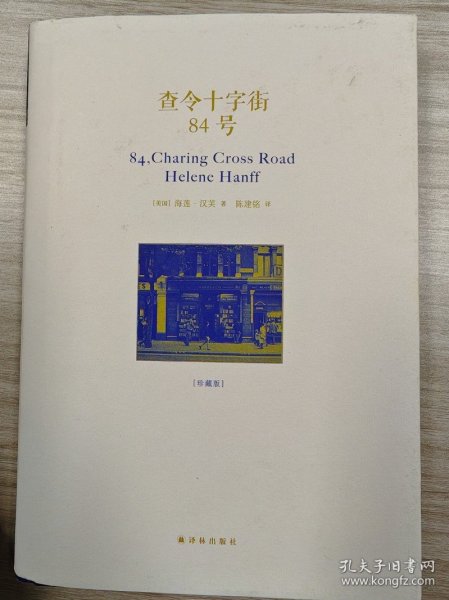 查令十字街
84号
84,Charing Cross Road
Helene Hanff
[美国] 海莲·汉芙 著 陈建铭 译
[珍藏版]
译林出版社
孔夫子旧书网
www.kongfz.com